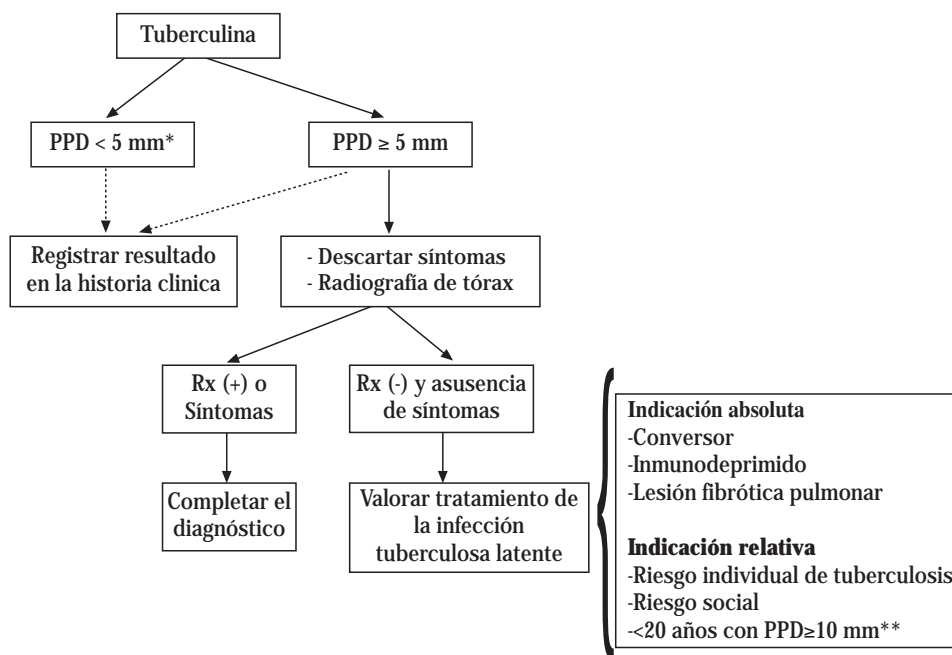 Tuberculina
PPD < 5 mm*
PPD ≥ 5 mm
Registrar resultado
en la historia clinica
- Descartar síntomas
- Radiografía de tórax
Rx (+) o
Síntomas
Rx (-) y asusencia
de síntomas
Completar el
diagnóstico
Valorar tratamiento de
la infección
tuberculosa latente
Indicación absoluta
-Conversor
-Inmunodeprimido
-Lesión fibrótica pulmonar
Indicación relativa
-Riesgo individual de tuberculosis
-Riesgo social
-<20 años con PPD≥10 mm**